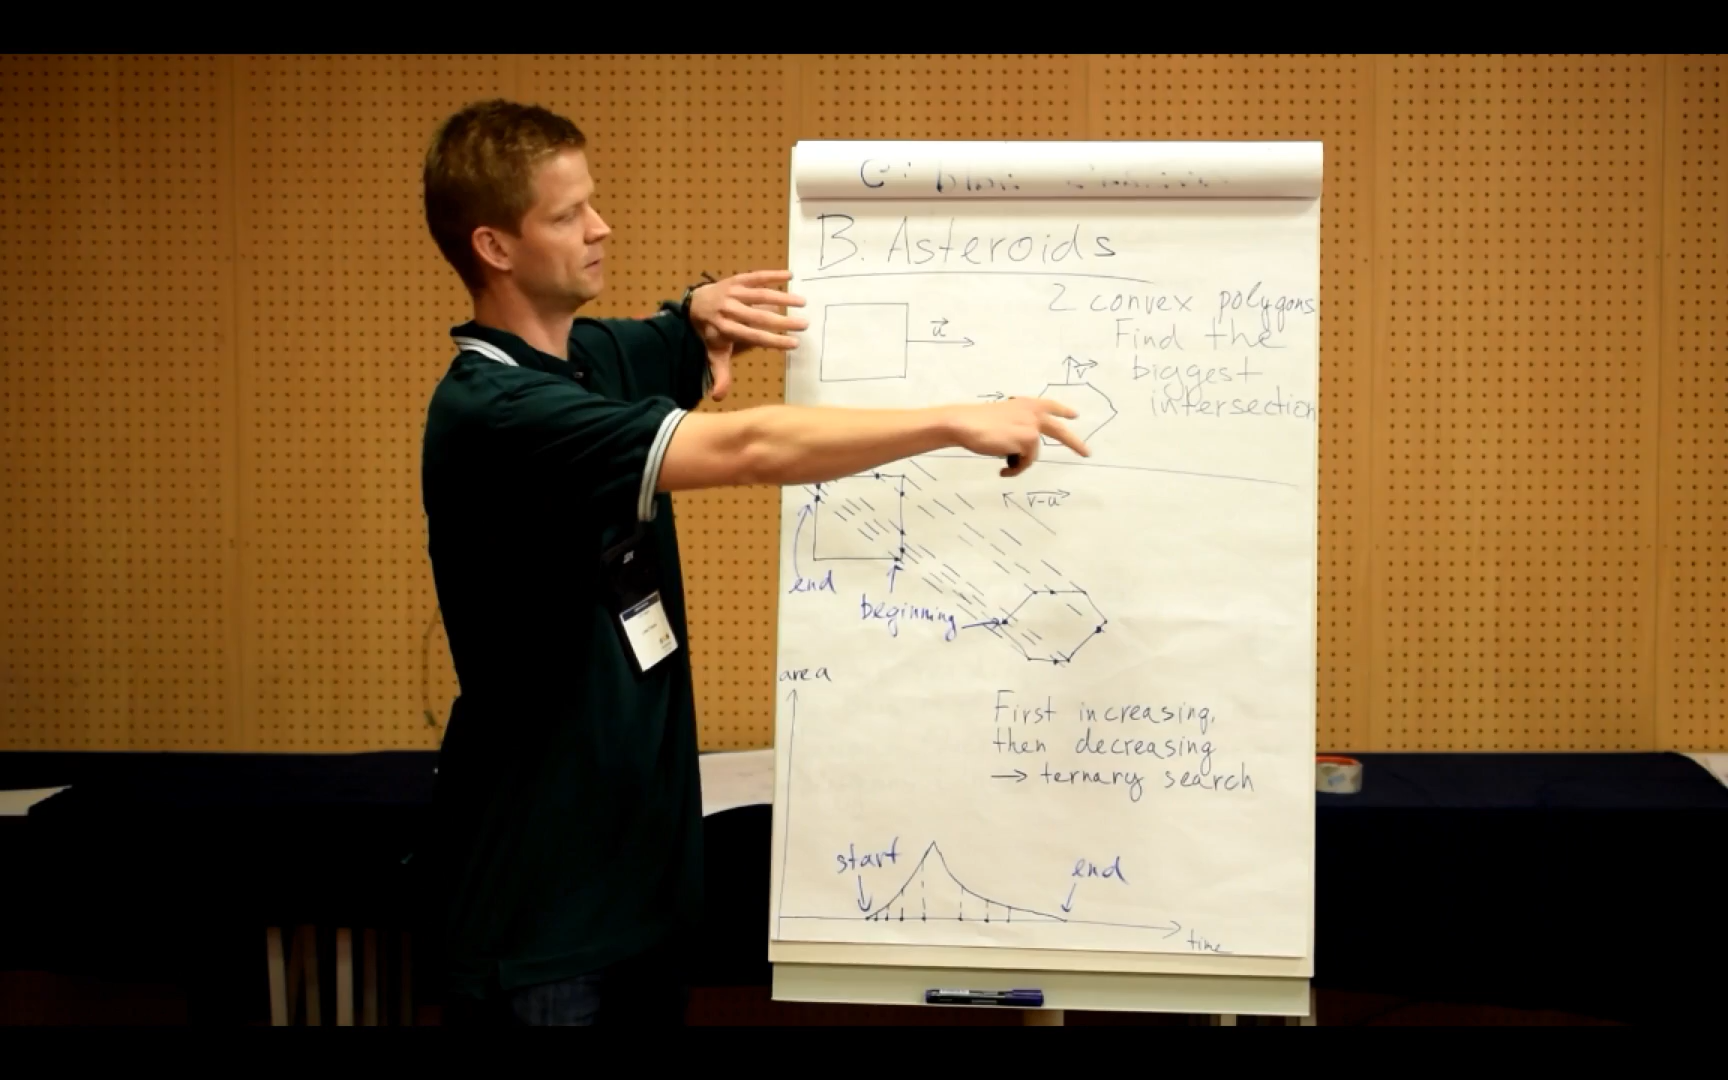 B. Asteroids
2 convex polygons
Find the
biggest
intersection
u
v
v-u
end
beginning
area
First increasing,
then decreasing
→ ternary search
start
end
time